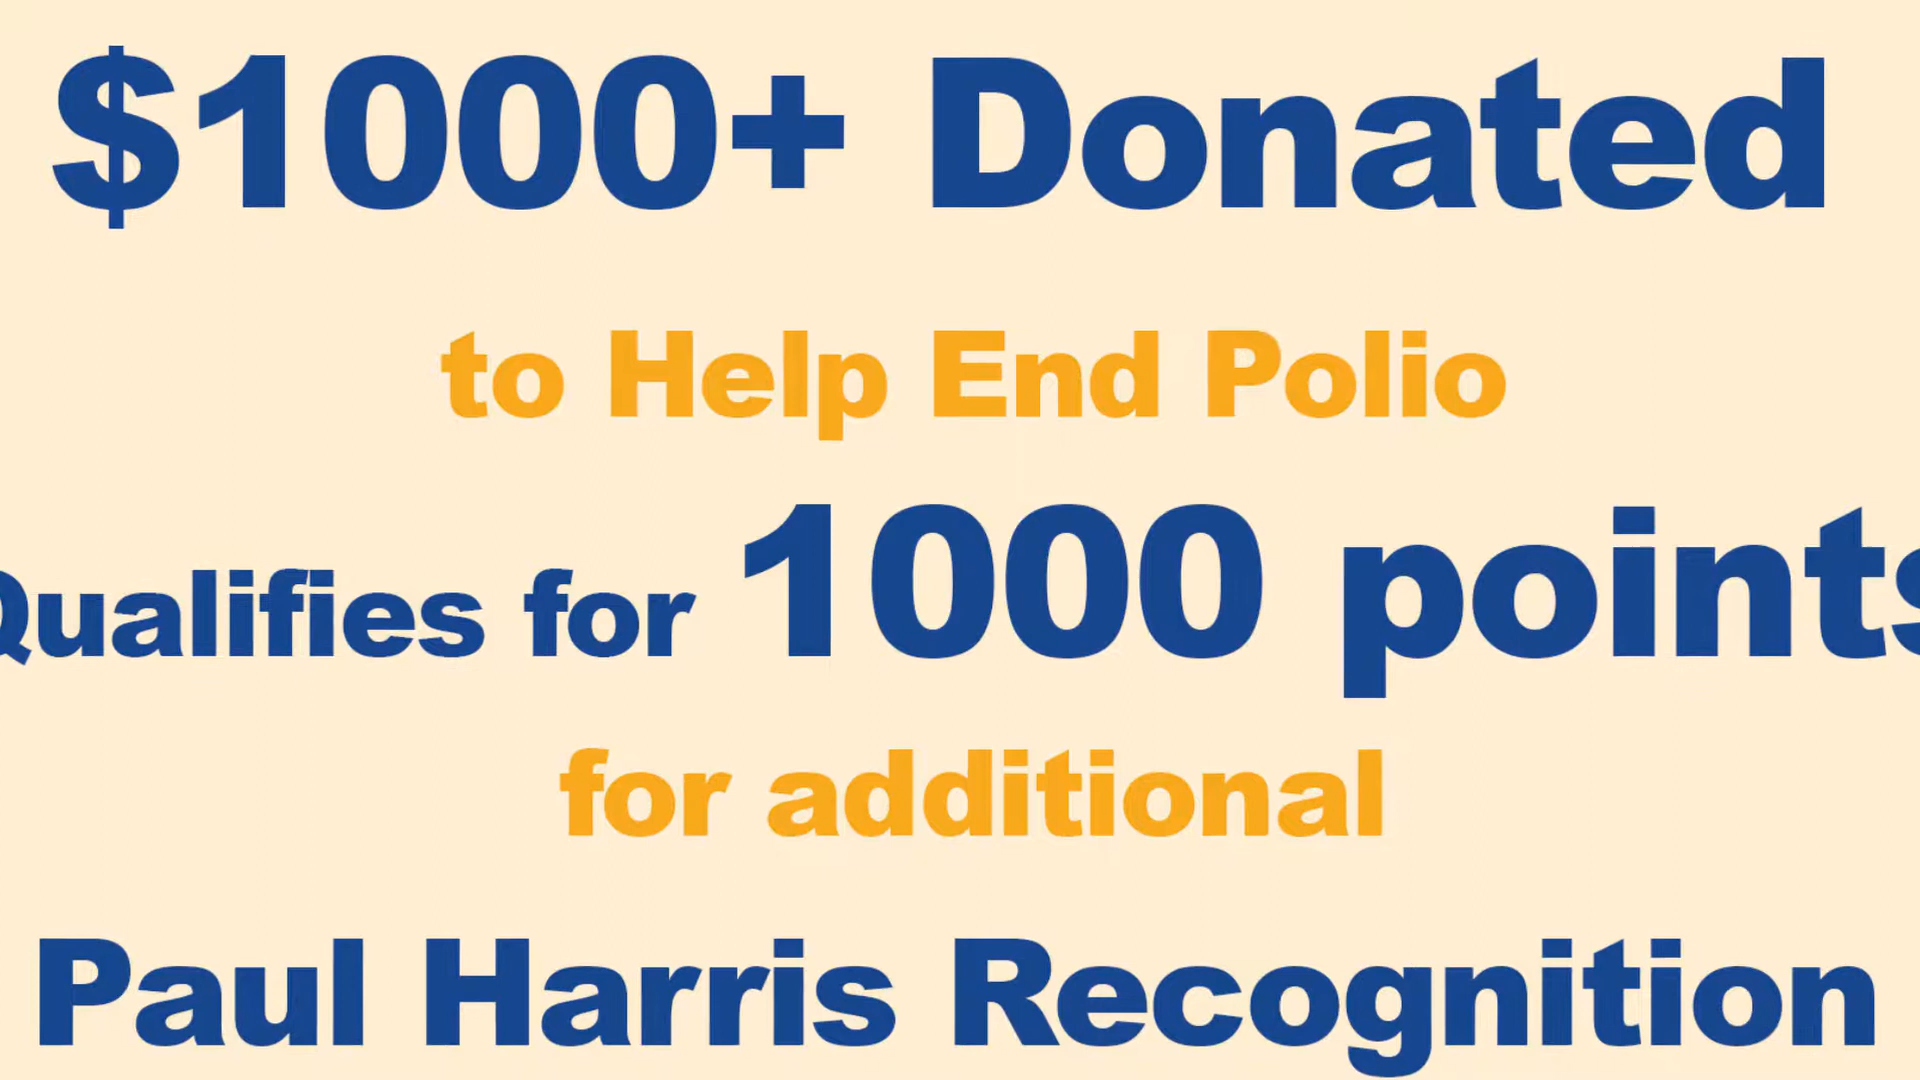 $1000+ Donated
to Help End Polio
Qualifies for 1000 points
for additional
Paul Harris Recognition